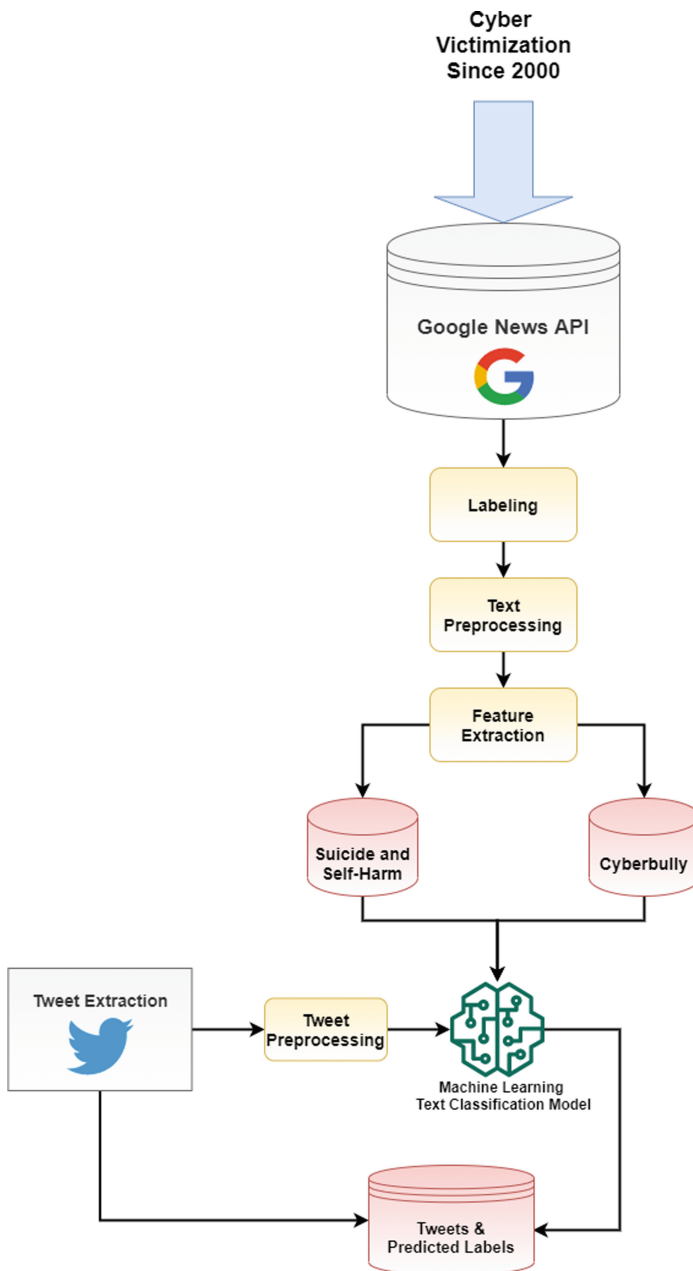 Cyber
Victimization
Since 2000
Google News API
Labeling
Text
Preprocessing
Feature
Extraction
Suicide and
Self-Harm
Cyberbully
Tweet Extraction
Tweet
Preprocessing
Machine Learning
Text Classification Model
Tweets &
Predicted Labels